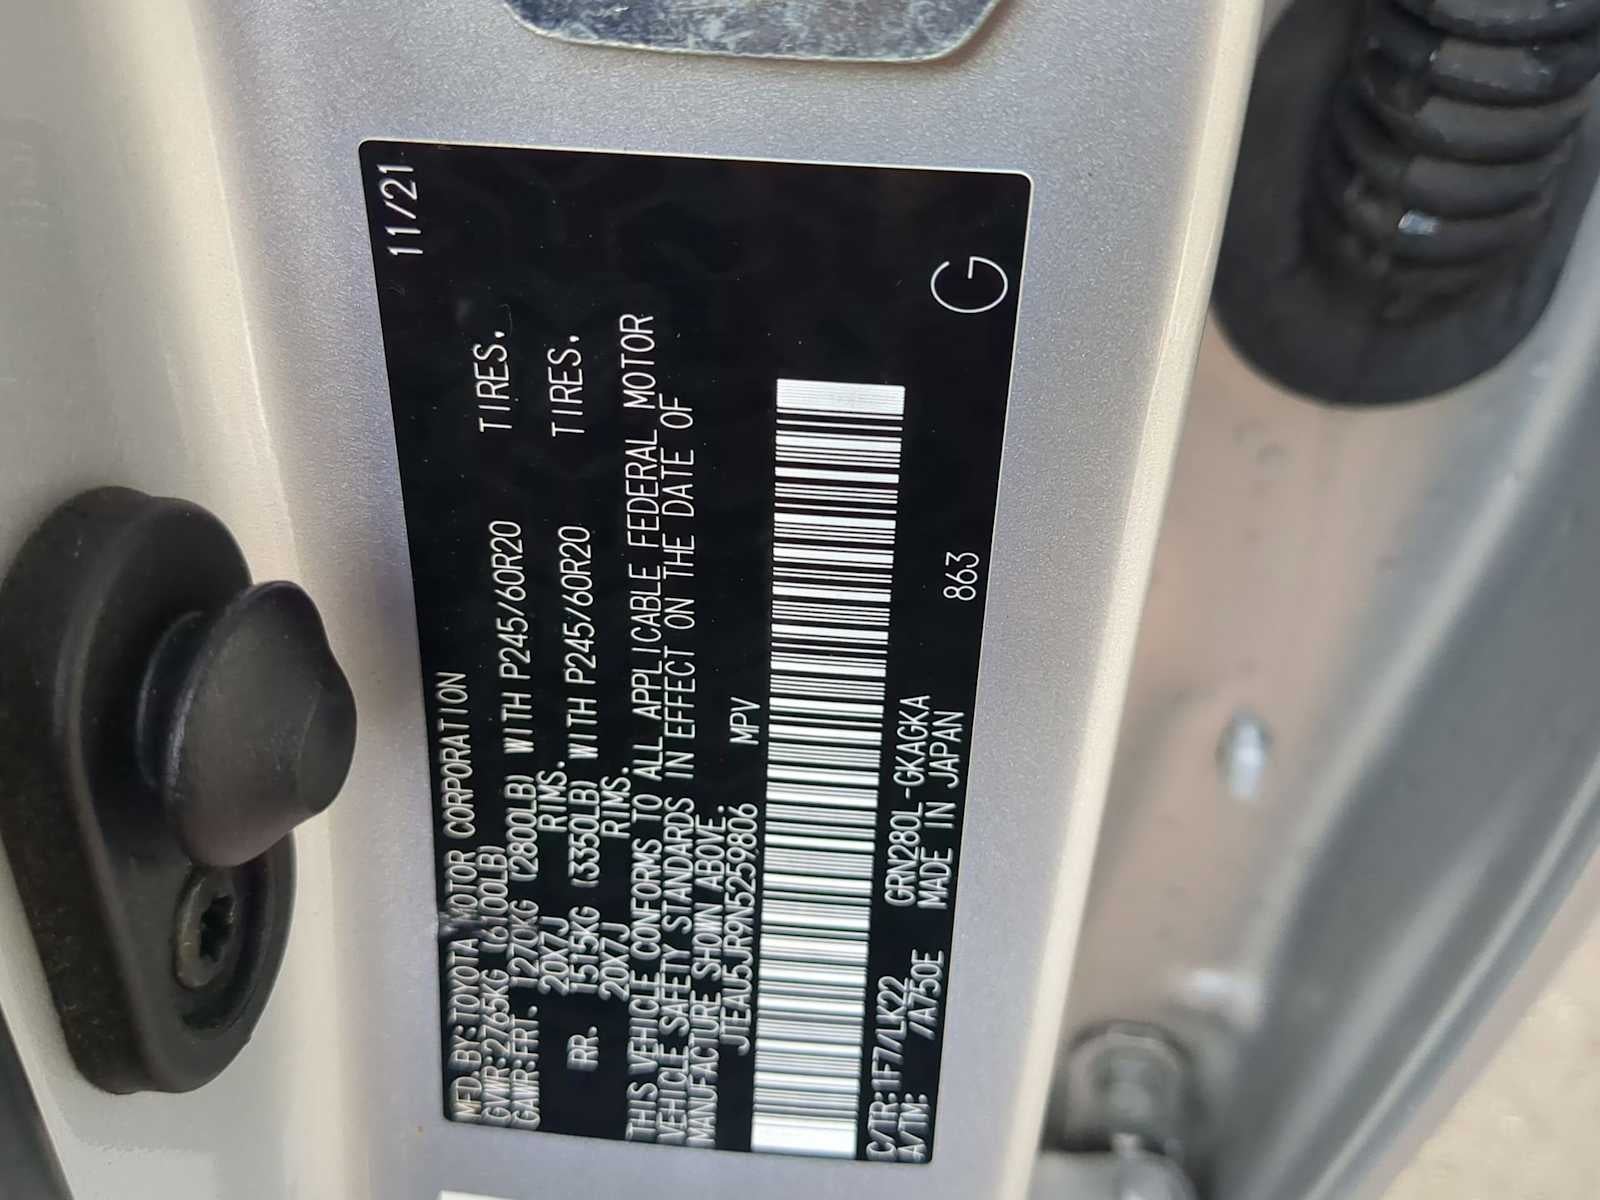 11/21
MFD BY:TOYOTA MOTOR CORPORATION
GVWR:2765KG (6100LB)
GAWR:FRT. 1270KG (2800LB) WITH P245/60R20 TIRES.
20X7J RIMS.
RR. 1515KG (3350LB) WITH P245/60R20 TIRES.
20X7J RIMS.
THIS VEHICLE CONFORMS TO ALL APPLICABLE FEDERAL MOTOR
VEHICLE SAFETY STANDARDS IN EFFECT ON THE DATE OF
MANUFACTURE SHOWN ABOVE.
JTEAU5JR9N5259806 MPV
C/TR:1F7/LK22 GRN280L-GKAGKA
A/TM: /A750E MADE IN JAPAN
863
G